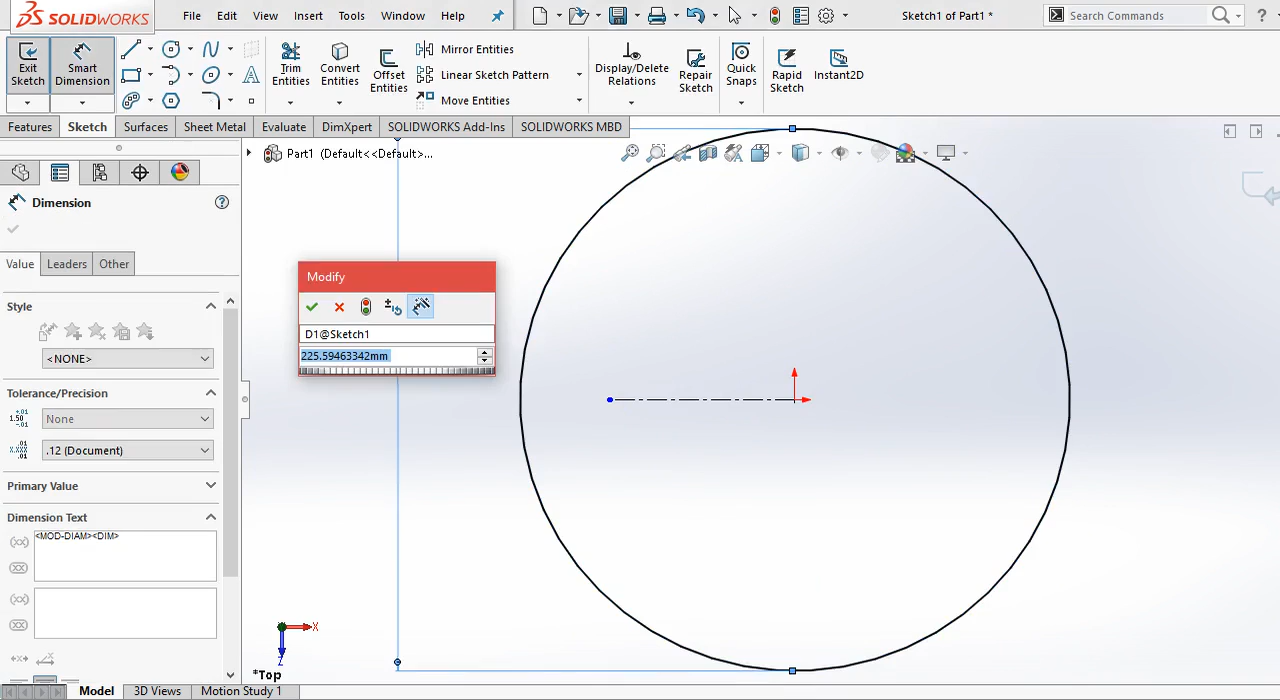 SOLIDWORKS File Edit View Insert Tools Window Help Sketch1 of Part1 * Search Commands ?
Exit Sketch
Smart Dimension
Trim Entities
Convert Entities
Offset Entities
Mirror Entities
Linear Sketch Pattern
Move Entities
Display/Delete Relations
Repair Sketch
Quick Snaps
Rapid Sketch
Instant2D
Features Sketch Surfaces Sheet Metal Evaluate DimXpert SOLIDWORKS Add-Ins SOLIDWORKS MBD
Part1 (Default<<Default>...
Dimension ?
Value Leaders Other
Style
<NONE>
Tolerance/Precision
None
.12 (Document)
Primary Value
Dimension Text
<MOD-DIAM><DIM>
Modify
D1@Sketch1
225.59463342mm
X
Z
*Top
Model 3D Views Motion Study 1